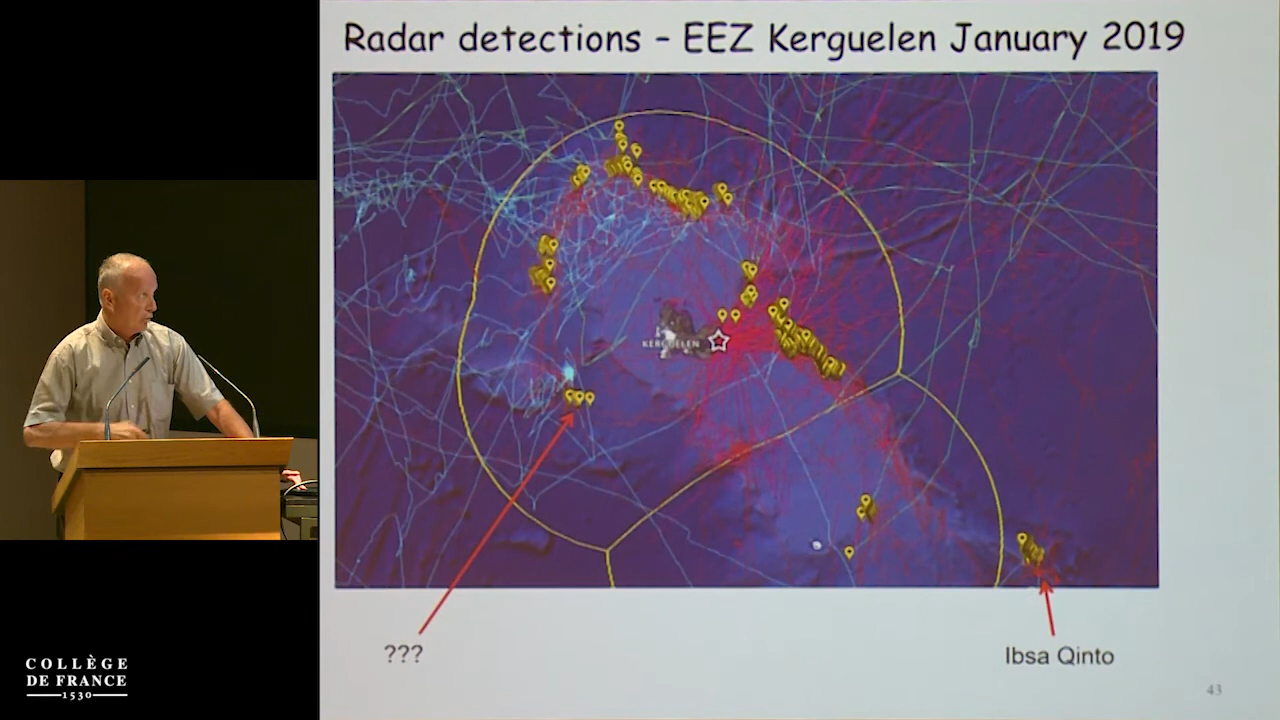 Radar detections – EEZ Kerguelen January 2019
KERGUELEN
???
Ibsa Qinto
43
COLLÈGE
DE FRANCE
1530